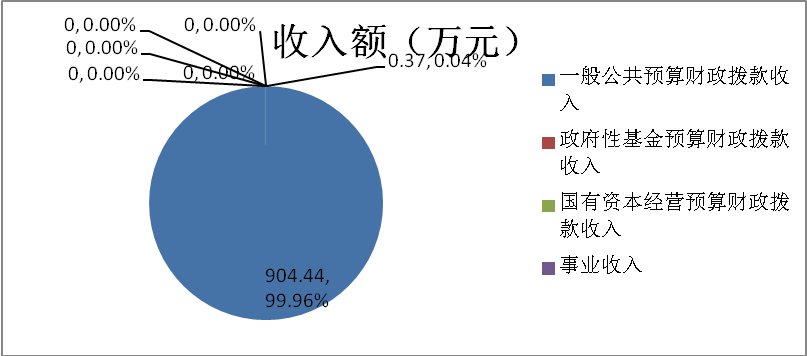 收入额（万元）
0,0.00%
0,0.00%
0,0.00%
0,0.00%
0,0.00%
0.37,0.04%
904.44,
99.96%
一般公共预算财政拨款收
入
政府性基金预算财政拨款
收入
国有资本经营预算财政拨
款收入
事业收入